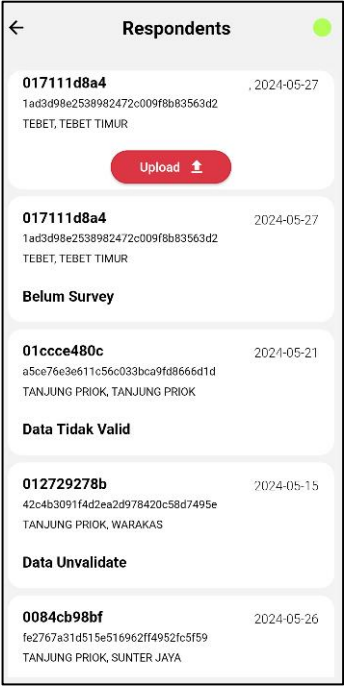 Respondents
017111d8a4 , 2024-05-27
1ad3d98e2538982472c009f8b83563d2
TEBET, TEBET TIMUR
Upload
017111d8a4 2024-05-27
1ad3d98e2538982472c009f8b83563d2
TEBET, TEBET TIMUR
Belum Survey
01ccce480c 2024-05-21
a5ce76e3e611c56c033bca9fd8666d1d
TANJUNG PRIOK, TANJUNG PRIOK
Data Tidak Valid
012729278b 2024-05-15
42c4b3091f4d2ea2d978420c58d7495e
TANJUNG PRIOK, WARAKAS
Data Unvalidate
0084cb98bf 2024-05-26
fe2767a31d515e516962ff4952fc5f59
TANJUNG PRIOK, SUNTER JAYA